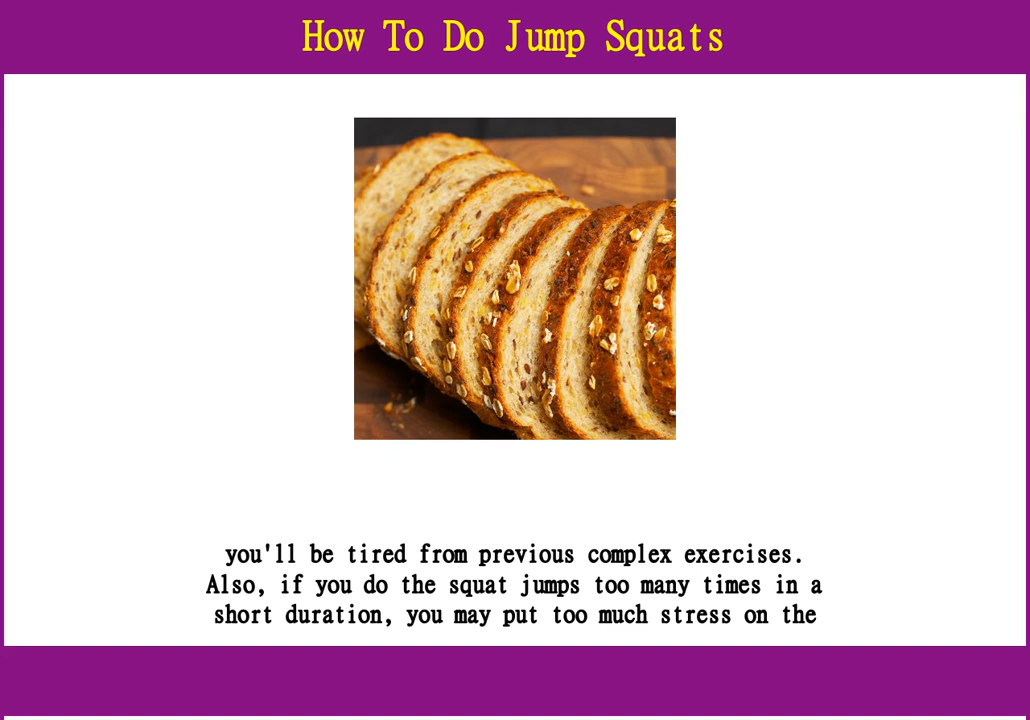 How To Do Jump Squats
you'll be tired from previous complex exercises.
Also, if you do the squat jumps too many times in a
short duration, you may put too much stress on the